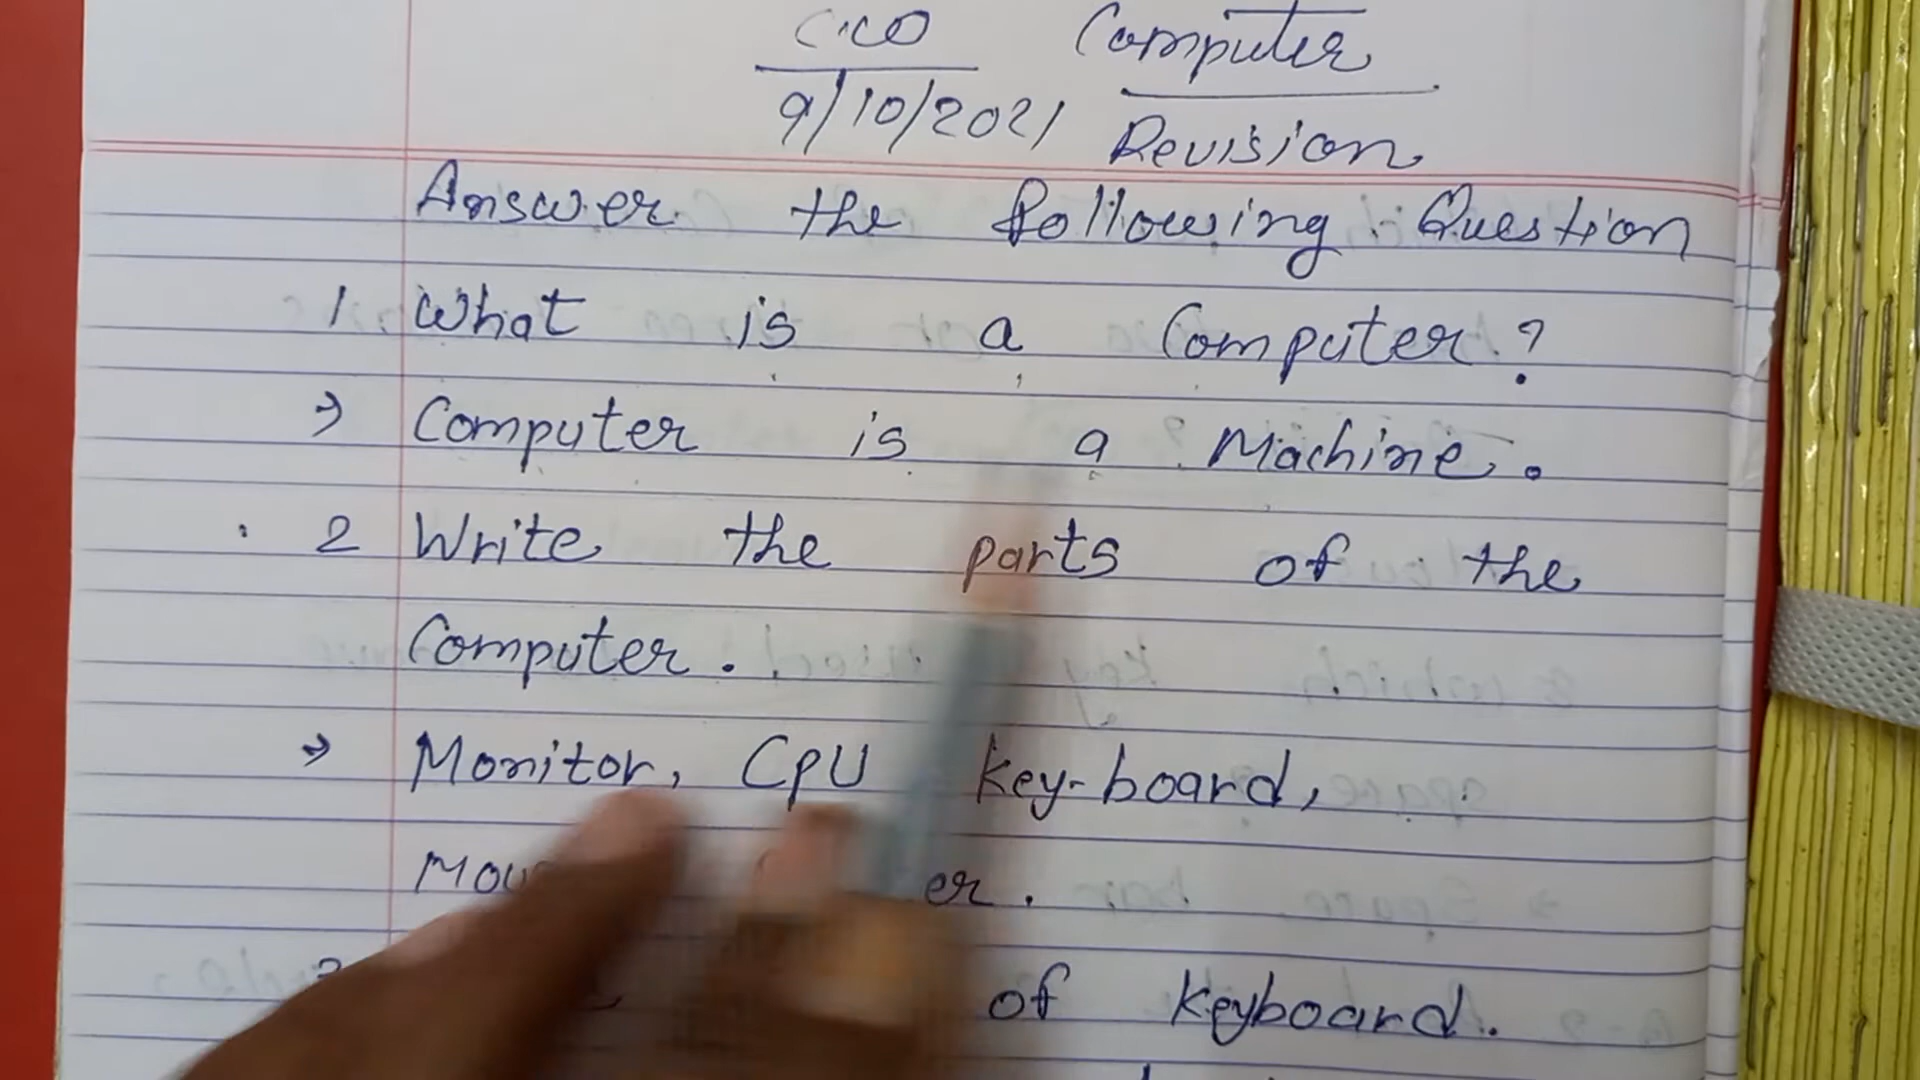 C.W Computer
9/10/2021 Revision
Answer the following Question
1. What is a Computer?
→ Computer is a Machine.
2 Write the parts of the
Computer.
→ Monitor, CPU key-board,
er.
of keyboard.